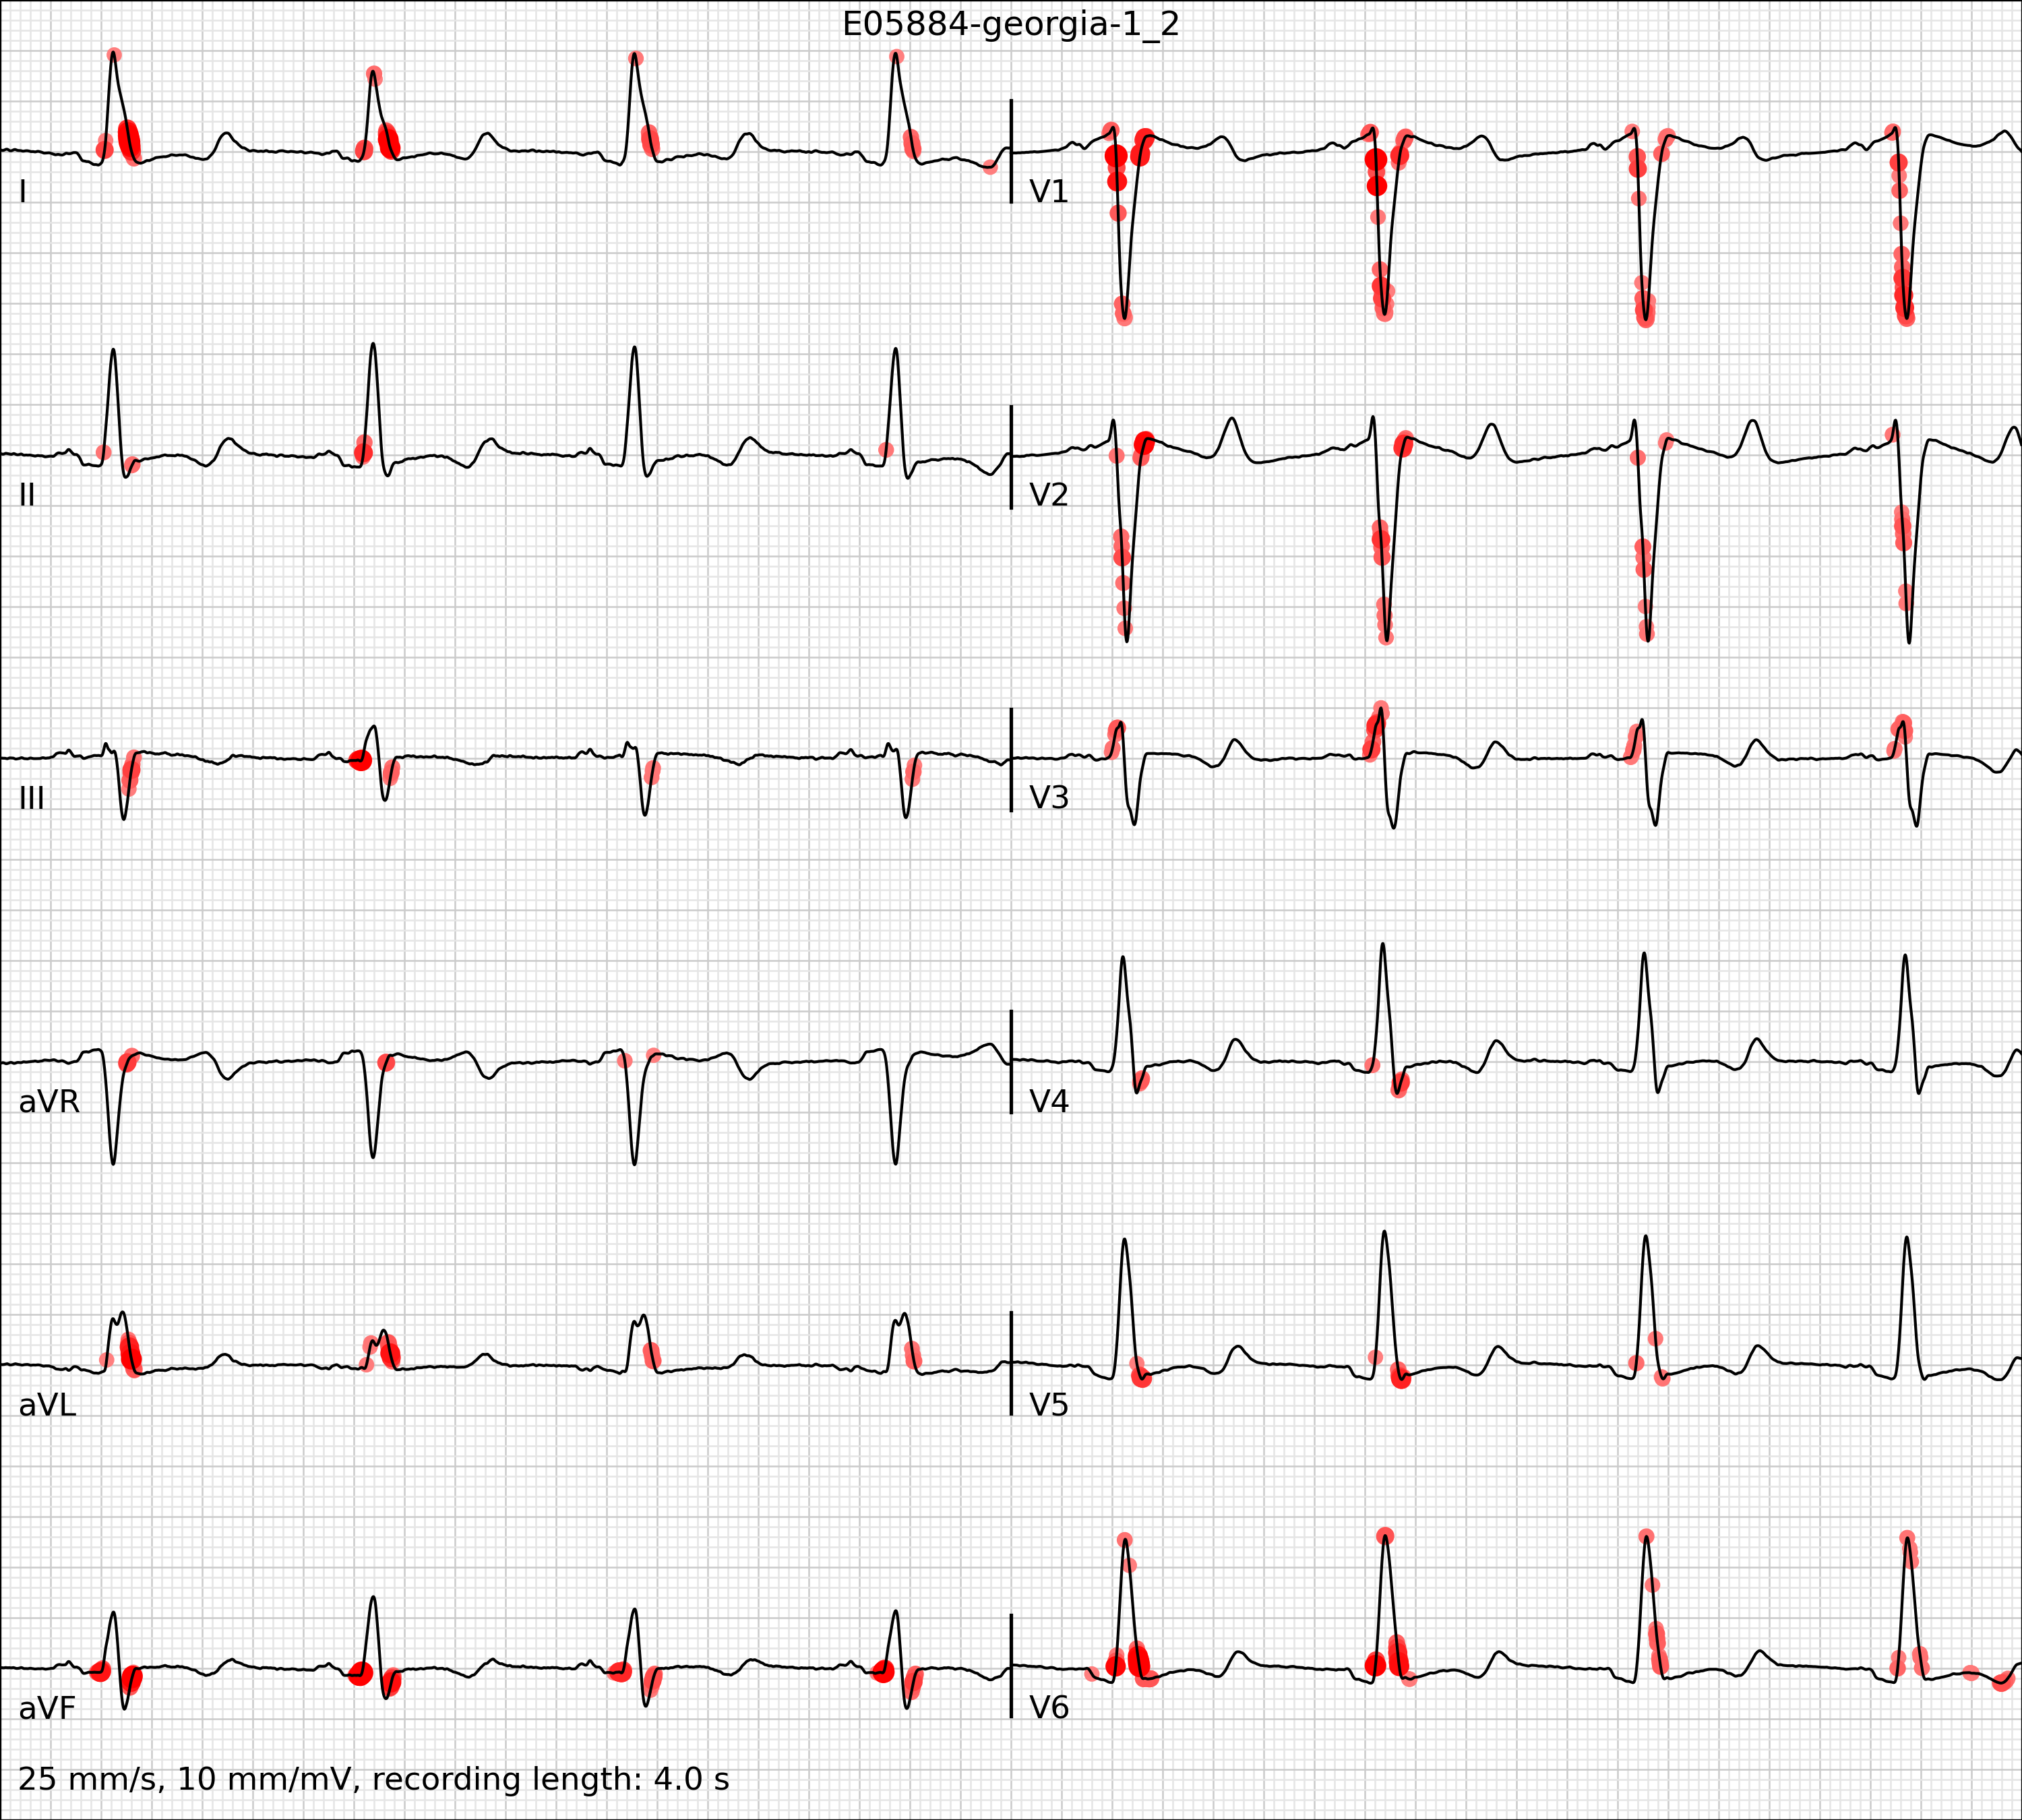 E05884-georgia-1_2
I
V1
II
V2
III
V3
aVR
V4
aVL
V5
aVF
V6
25 mm/s, 10 mm/mV, recording length: 4.0 s